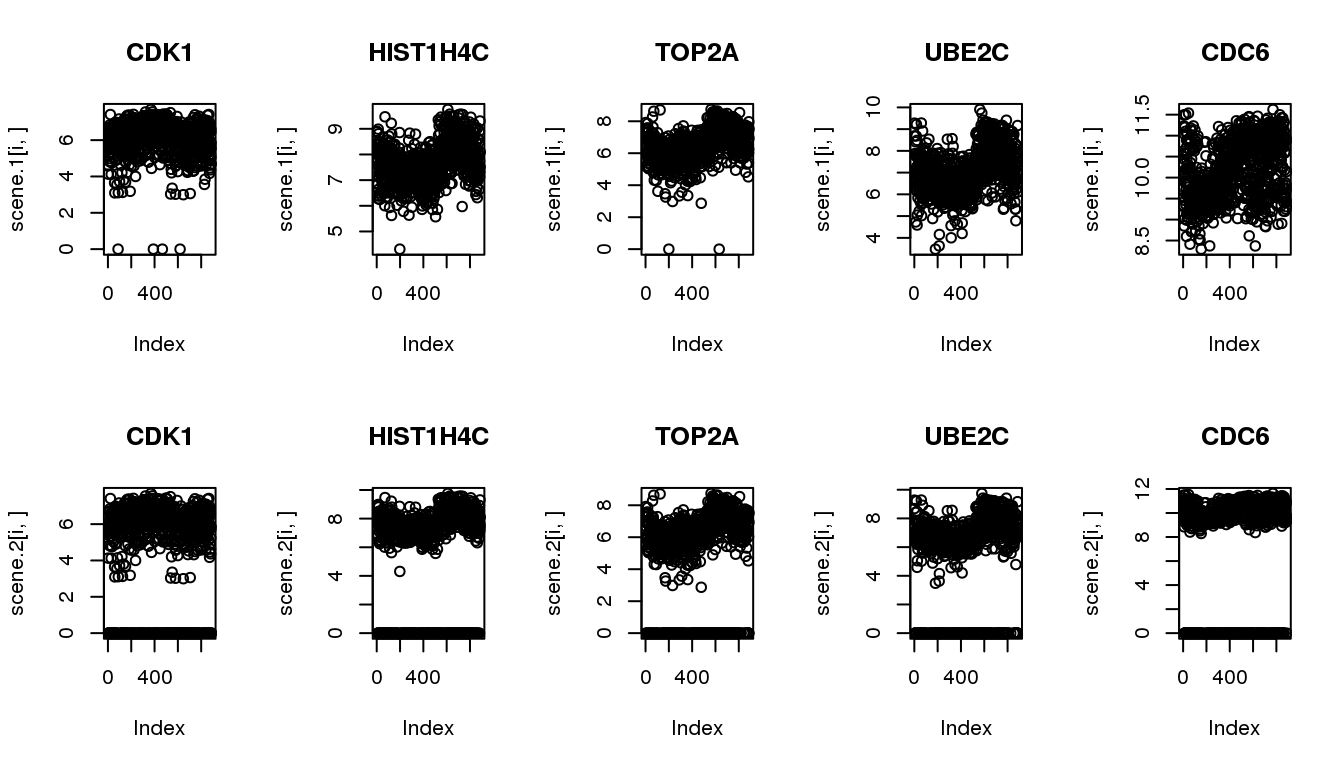 CDK1 HIST1H4C TOP2A UBE2C CDC6
scene.1[i, ] scene.1[i, ] scene.1[i, ] scene.1[i, ] scene.1[i, ]
0 2 4 6
5 7 9
0 2 4 6 8
4 6 8 10
8.5 10.0 11.5
0 400 0 400 0 400 0 400 0 400
Index Index Index Index Index
CDK1 HIST1H4C TOP2A UBE2C CDC6
scene.2[i, ] scene.2[i, ] scene.2[i, ] scene.2[i, ] scene.2[i, ]
0 2 4 6
0 4 8
0 2 4 6 8
0 4 8
0 4 8 12
0 400 0 400 0 400 0 400 0 400
Index Index Index Index Index